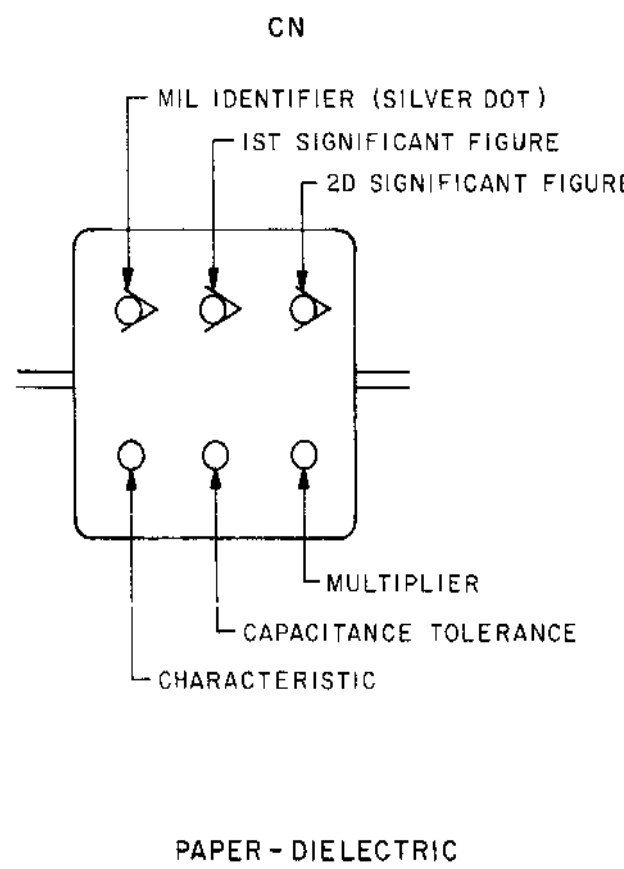 CN
MIL IDENTIFIER (SILVER DOT)
1ST SIGNIFICANT FIGURE
2D SIGNIFICANT FIGURE
MULTIPLIER
CAPACITANCE TOLERANCE
CHARACTERISTIC
PAPER - DIELECTRIC